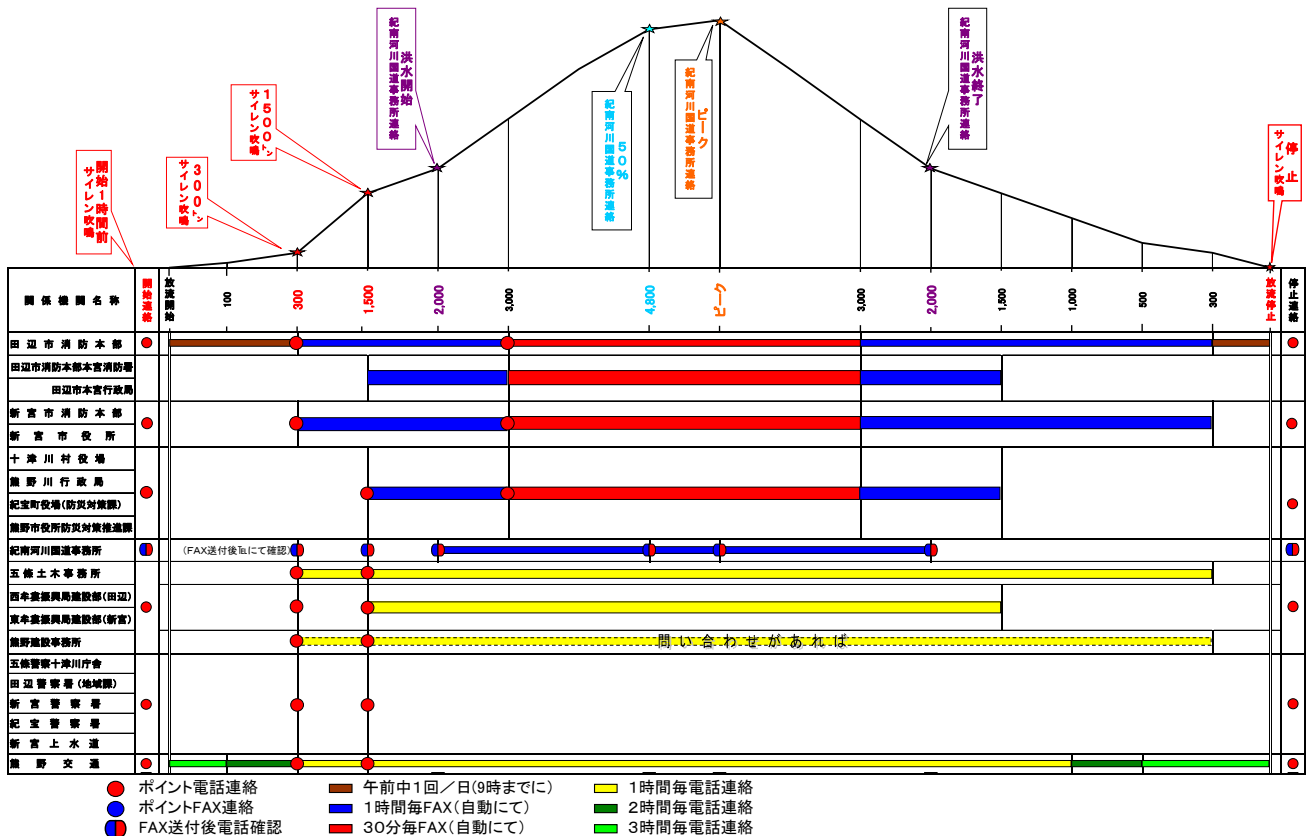 開始1時間前
サイレン吹鳴
300㌧
サイレン吹鳴
1500㌧
サイレン吹鳴
洪水開始
紀南河川国道事務所連絡
50%
紀南河川国道事務所連絡
ピーク
紀南河川国道事務所連絡
洪水終了
紀南河川国道事務所連絡
停止
サイレン吹鳴
関係機関名称
開始連絡
放流開始
100
300
1,500
2,000
3,000
4,800
ピーク
3,000
2,000
1,500
1,000
500
300
放流停止
停止連絡
田辺市消防本部
田辺市消防本部本宮消防署
田辺市本宮行政局
新宮市消防本部
新宮市役所
十津川村役場
熊野川行政局
紀宝町役場(防災対策課)
熊野市役所防災対策推進課
紀南河川国道事務所
(FAX送付後℡にて確認)
五條土木事務所
西牟婁振興局建設部(田辺)
東牟婁振興局建設部(新宮)
熊野建設事務所
問い合わせがあれば
五條警察十津川庁舎
田辺警察署(地域課)
新宮警察署
紀宝警察署
新宮上水道
熊野交通
ポイント電話連絡
午前中1回/日(9時までに)
1時間毎電話連絡
ポイントFAX連絡
1時間毎FAX(自動にて)
2時間毎電話連絡
FAX送付後電話確認
30分毎FAX(自動にて)
3時間毎電話連絡